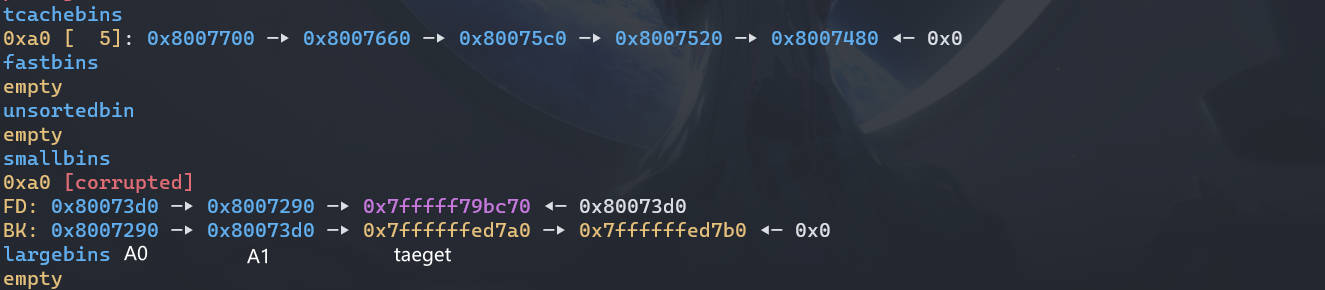 tcachebins
0xa0 [  5]: 0x8007700 —▸ 0x8007660 —▸ 0x80075c0 —▸ 0x8007520 —▸ 0x8007480 ◂— 0x0
fastbins
empty
unsortedbin
empty
smallbins
0xa0 [corrupted]
FD: 0x80073d0 —▸ 0x8007290 —▸ 0x7fffff79bc70 ◂— 0x80073d0
BK: 0x8007290 —▸ 0x80073d0 —▸ 0x7ffffffed7a0 —▸ 0x7ffffffed7b0 ◂— 0x0
largebins A0 A1 taeget
empty